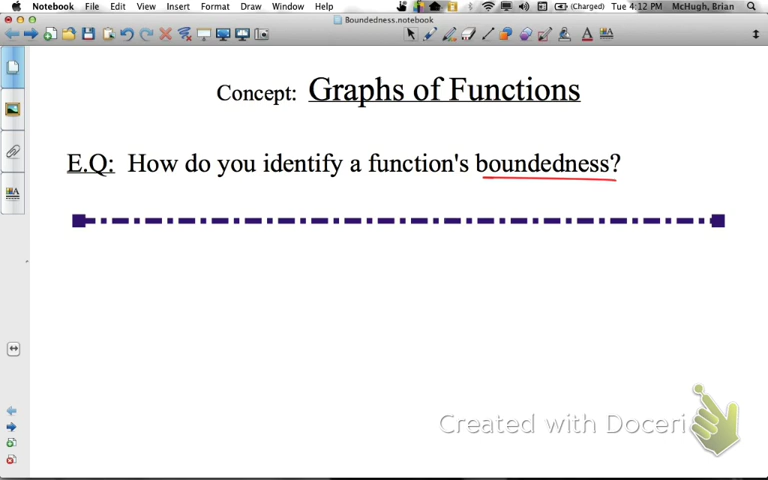 Notebook File Edit View Insert Format Draw Window Help (Charged) Tue 4:12 PM McHugh, Brian
Boundedness.notebook
Concept: Graphs of Functions
E.Q: How do you identify a function's boundedness?
Created with Doceri